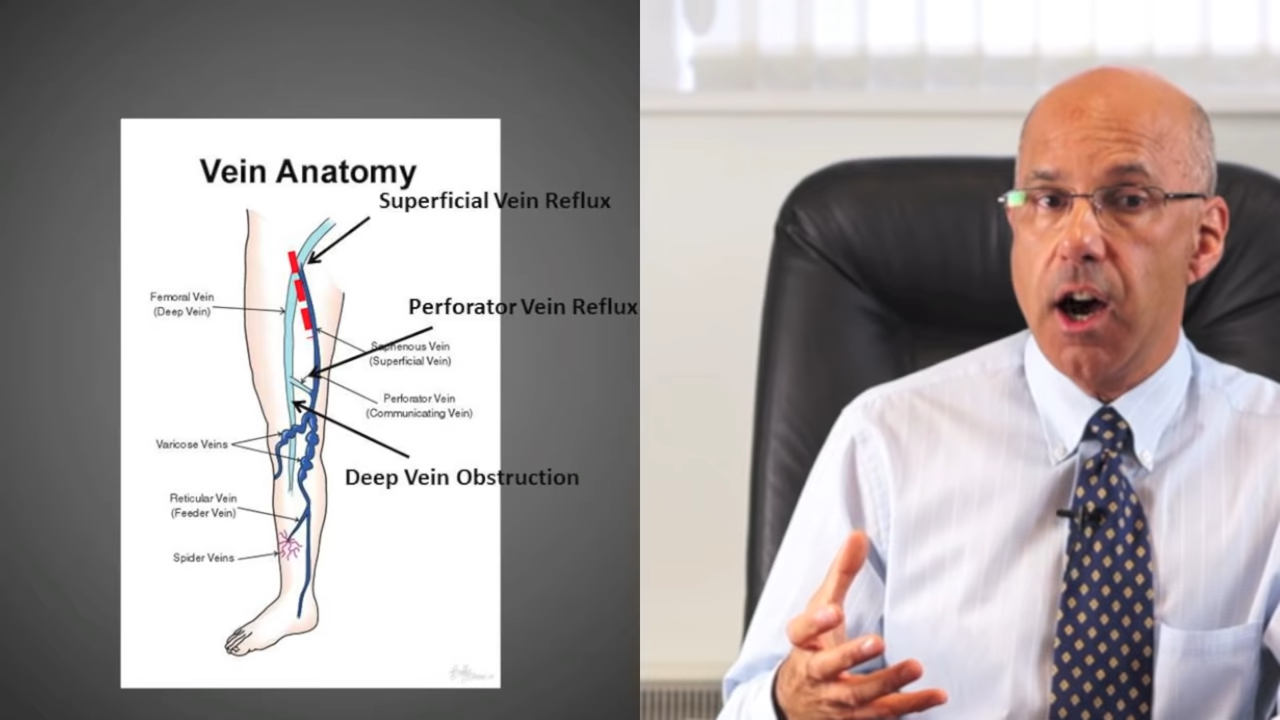 Vein Anatomy
Superficial Vein Reflux
Femoral Vein
(Deep Vein)
Perforator Vein Reflux
Saphenous Vein
(Superficial Vein)
Perforator Vein
(Communicating Vein)
Varicose Veins
Deep Vein Obstruction
Reticular Vein
(Feeder Vein)
Spider Veins